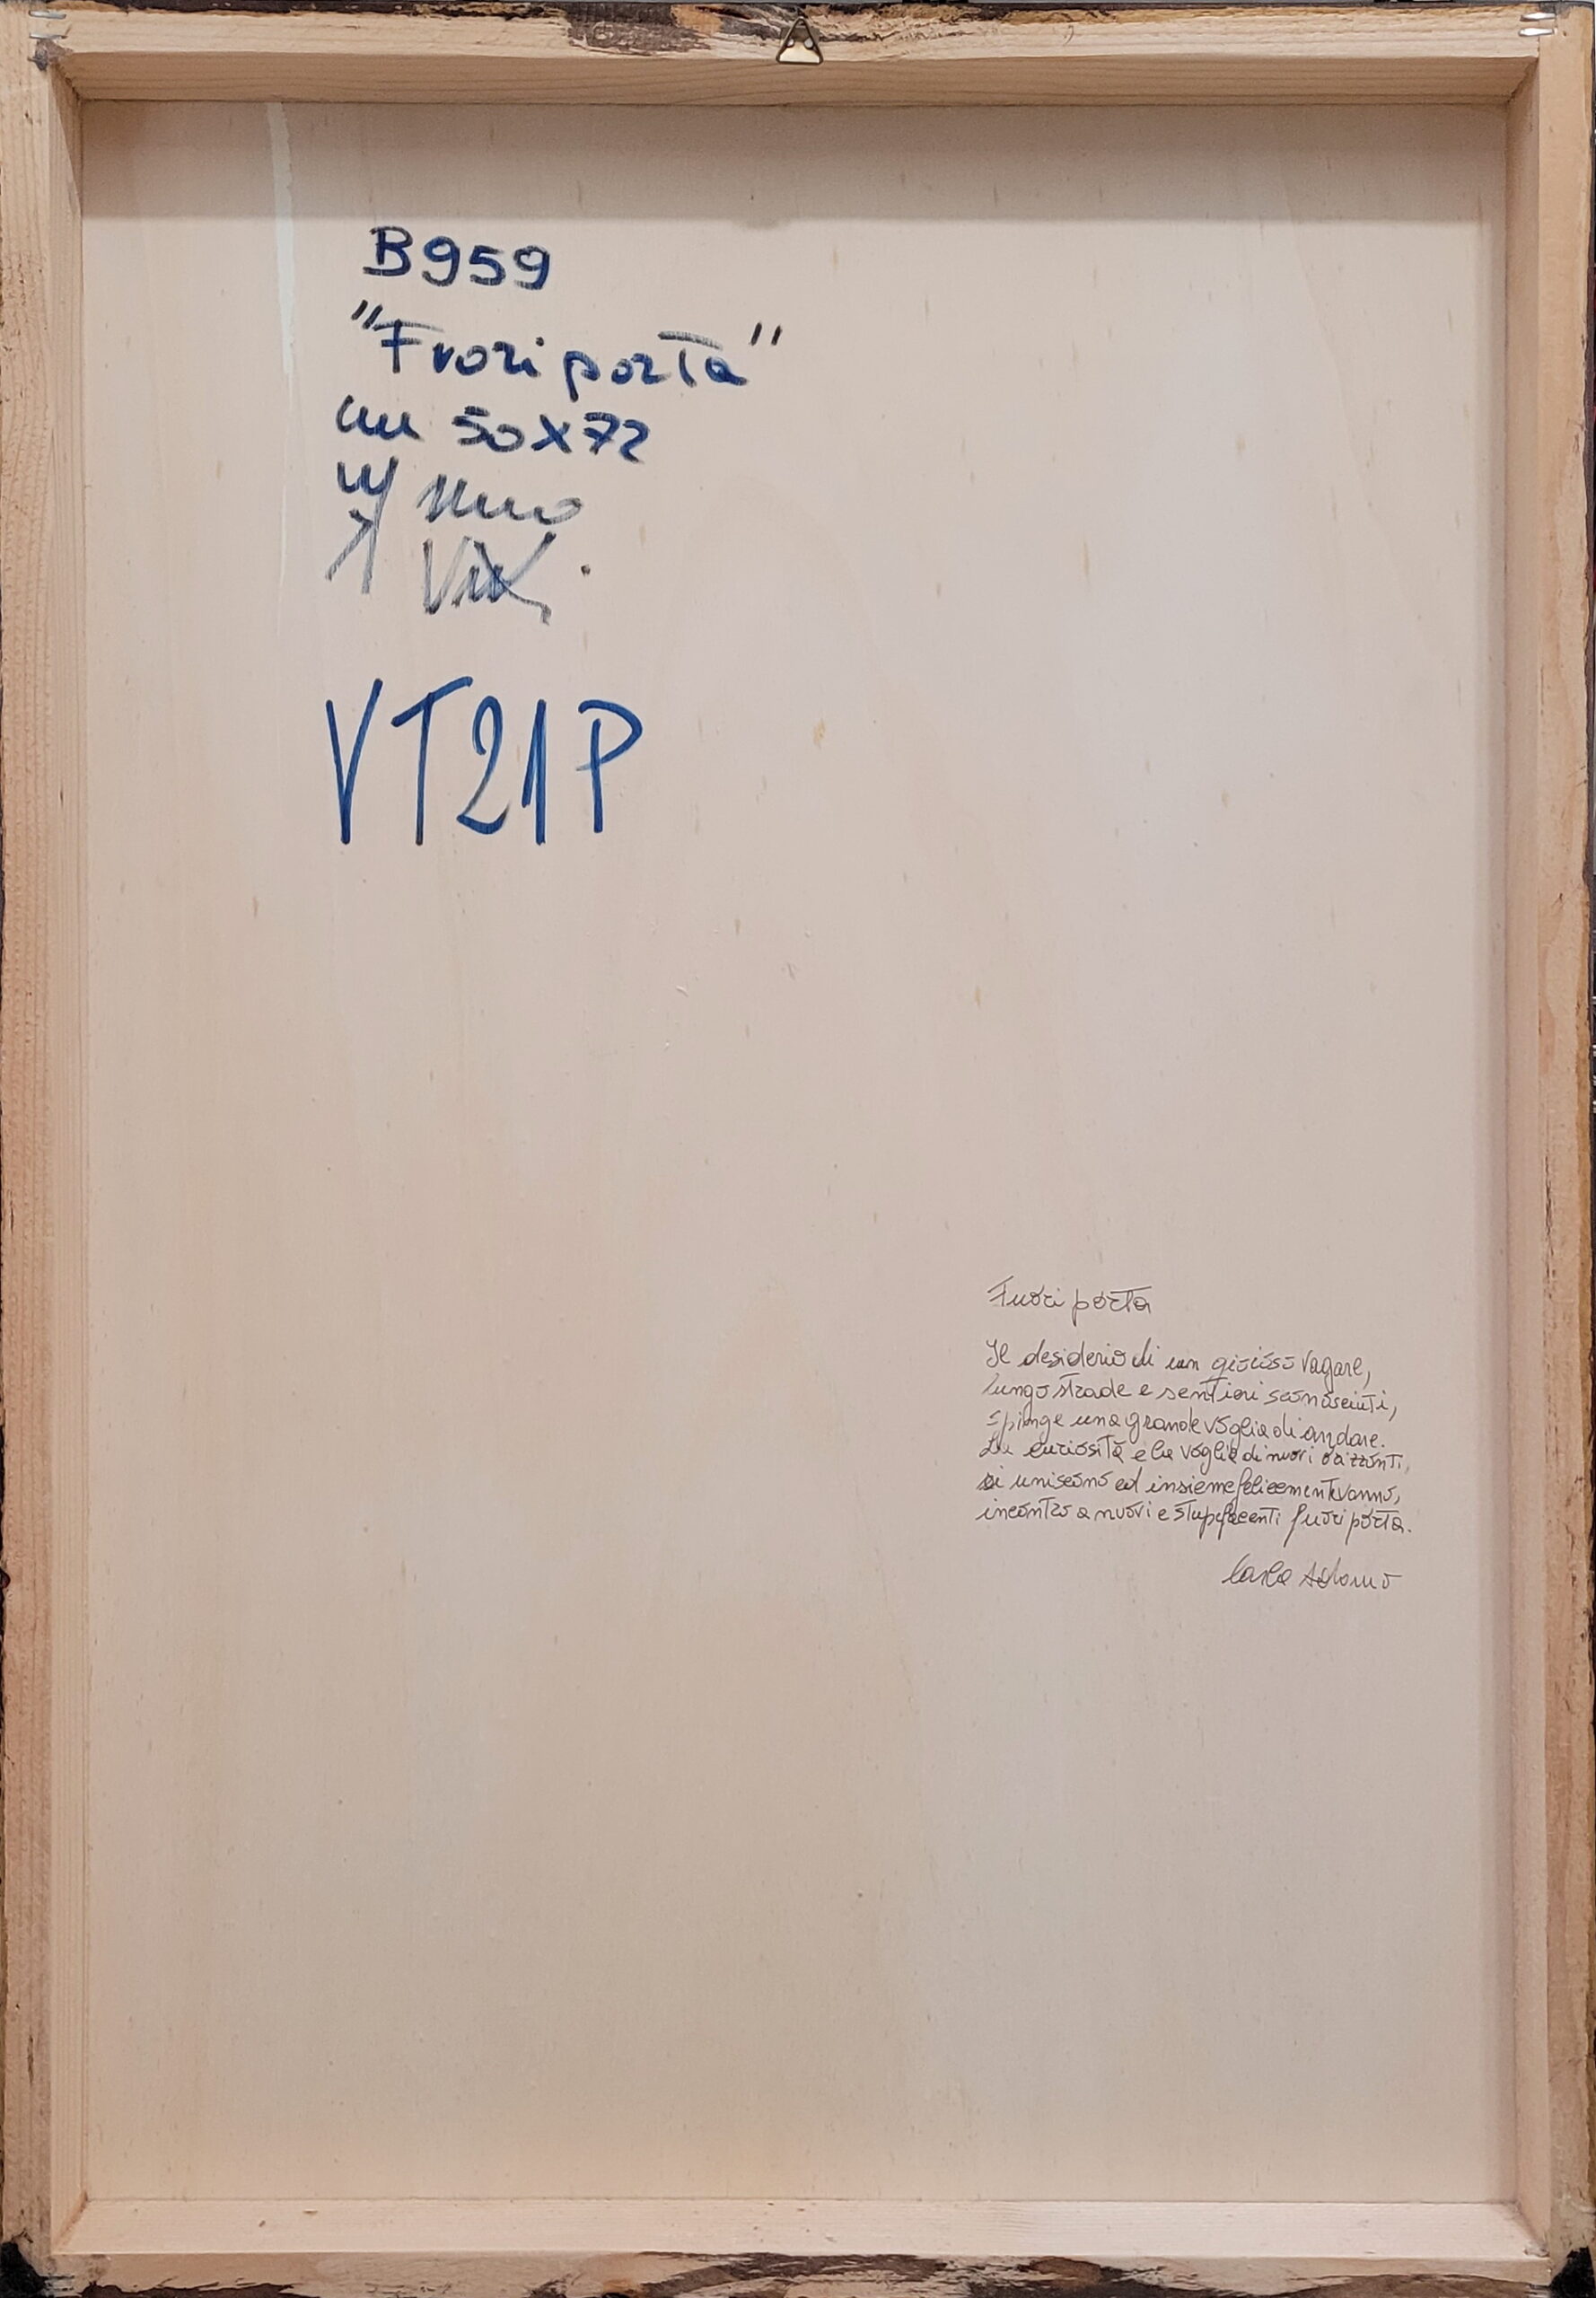 B959
"Fuori porta"
cm 50x72
VT21P
Fuori porta
Il desiderio di un gioioso vagare,
lungo strade e sentieri sconosciuti,
spinge una grande voglia di andare.
La curiosità e la voglia di nuovi orizzonti,
si uniscono ed insieme felicemente vanno,
incontro a nuovi e stupefacenti fuori porta.
Carla